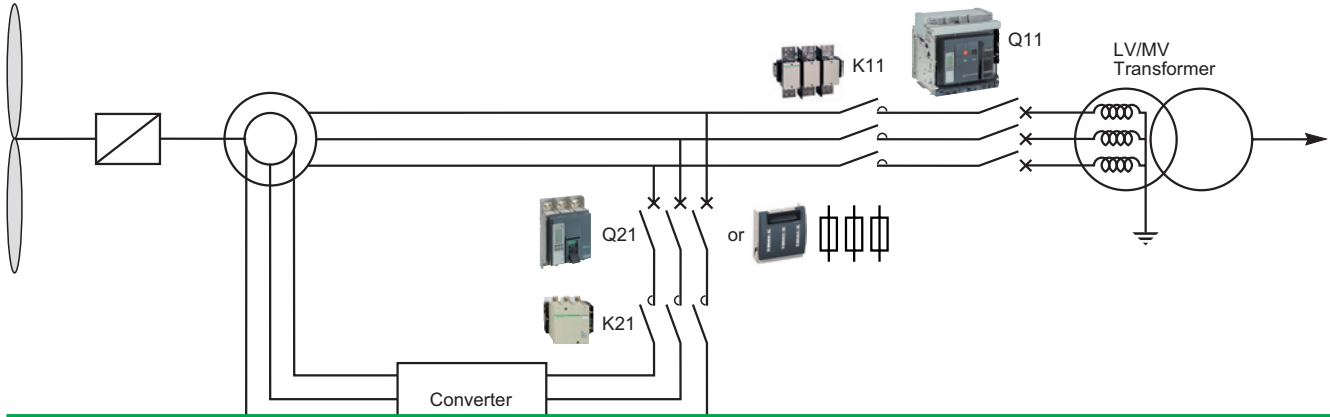 Q11
K11
LV/MV
Transformer
Q21
or
K21
Converter